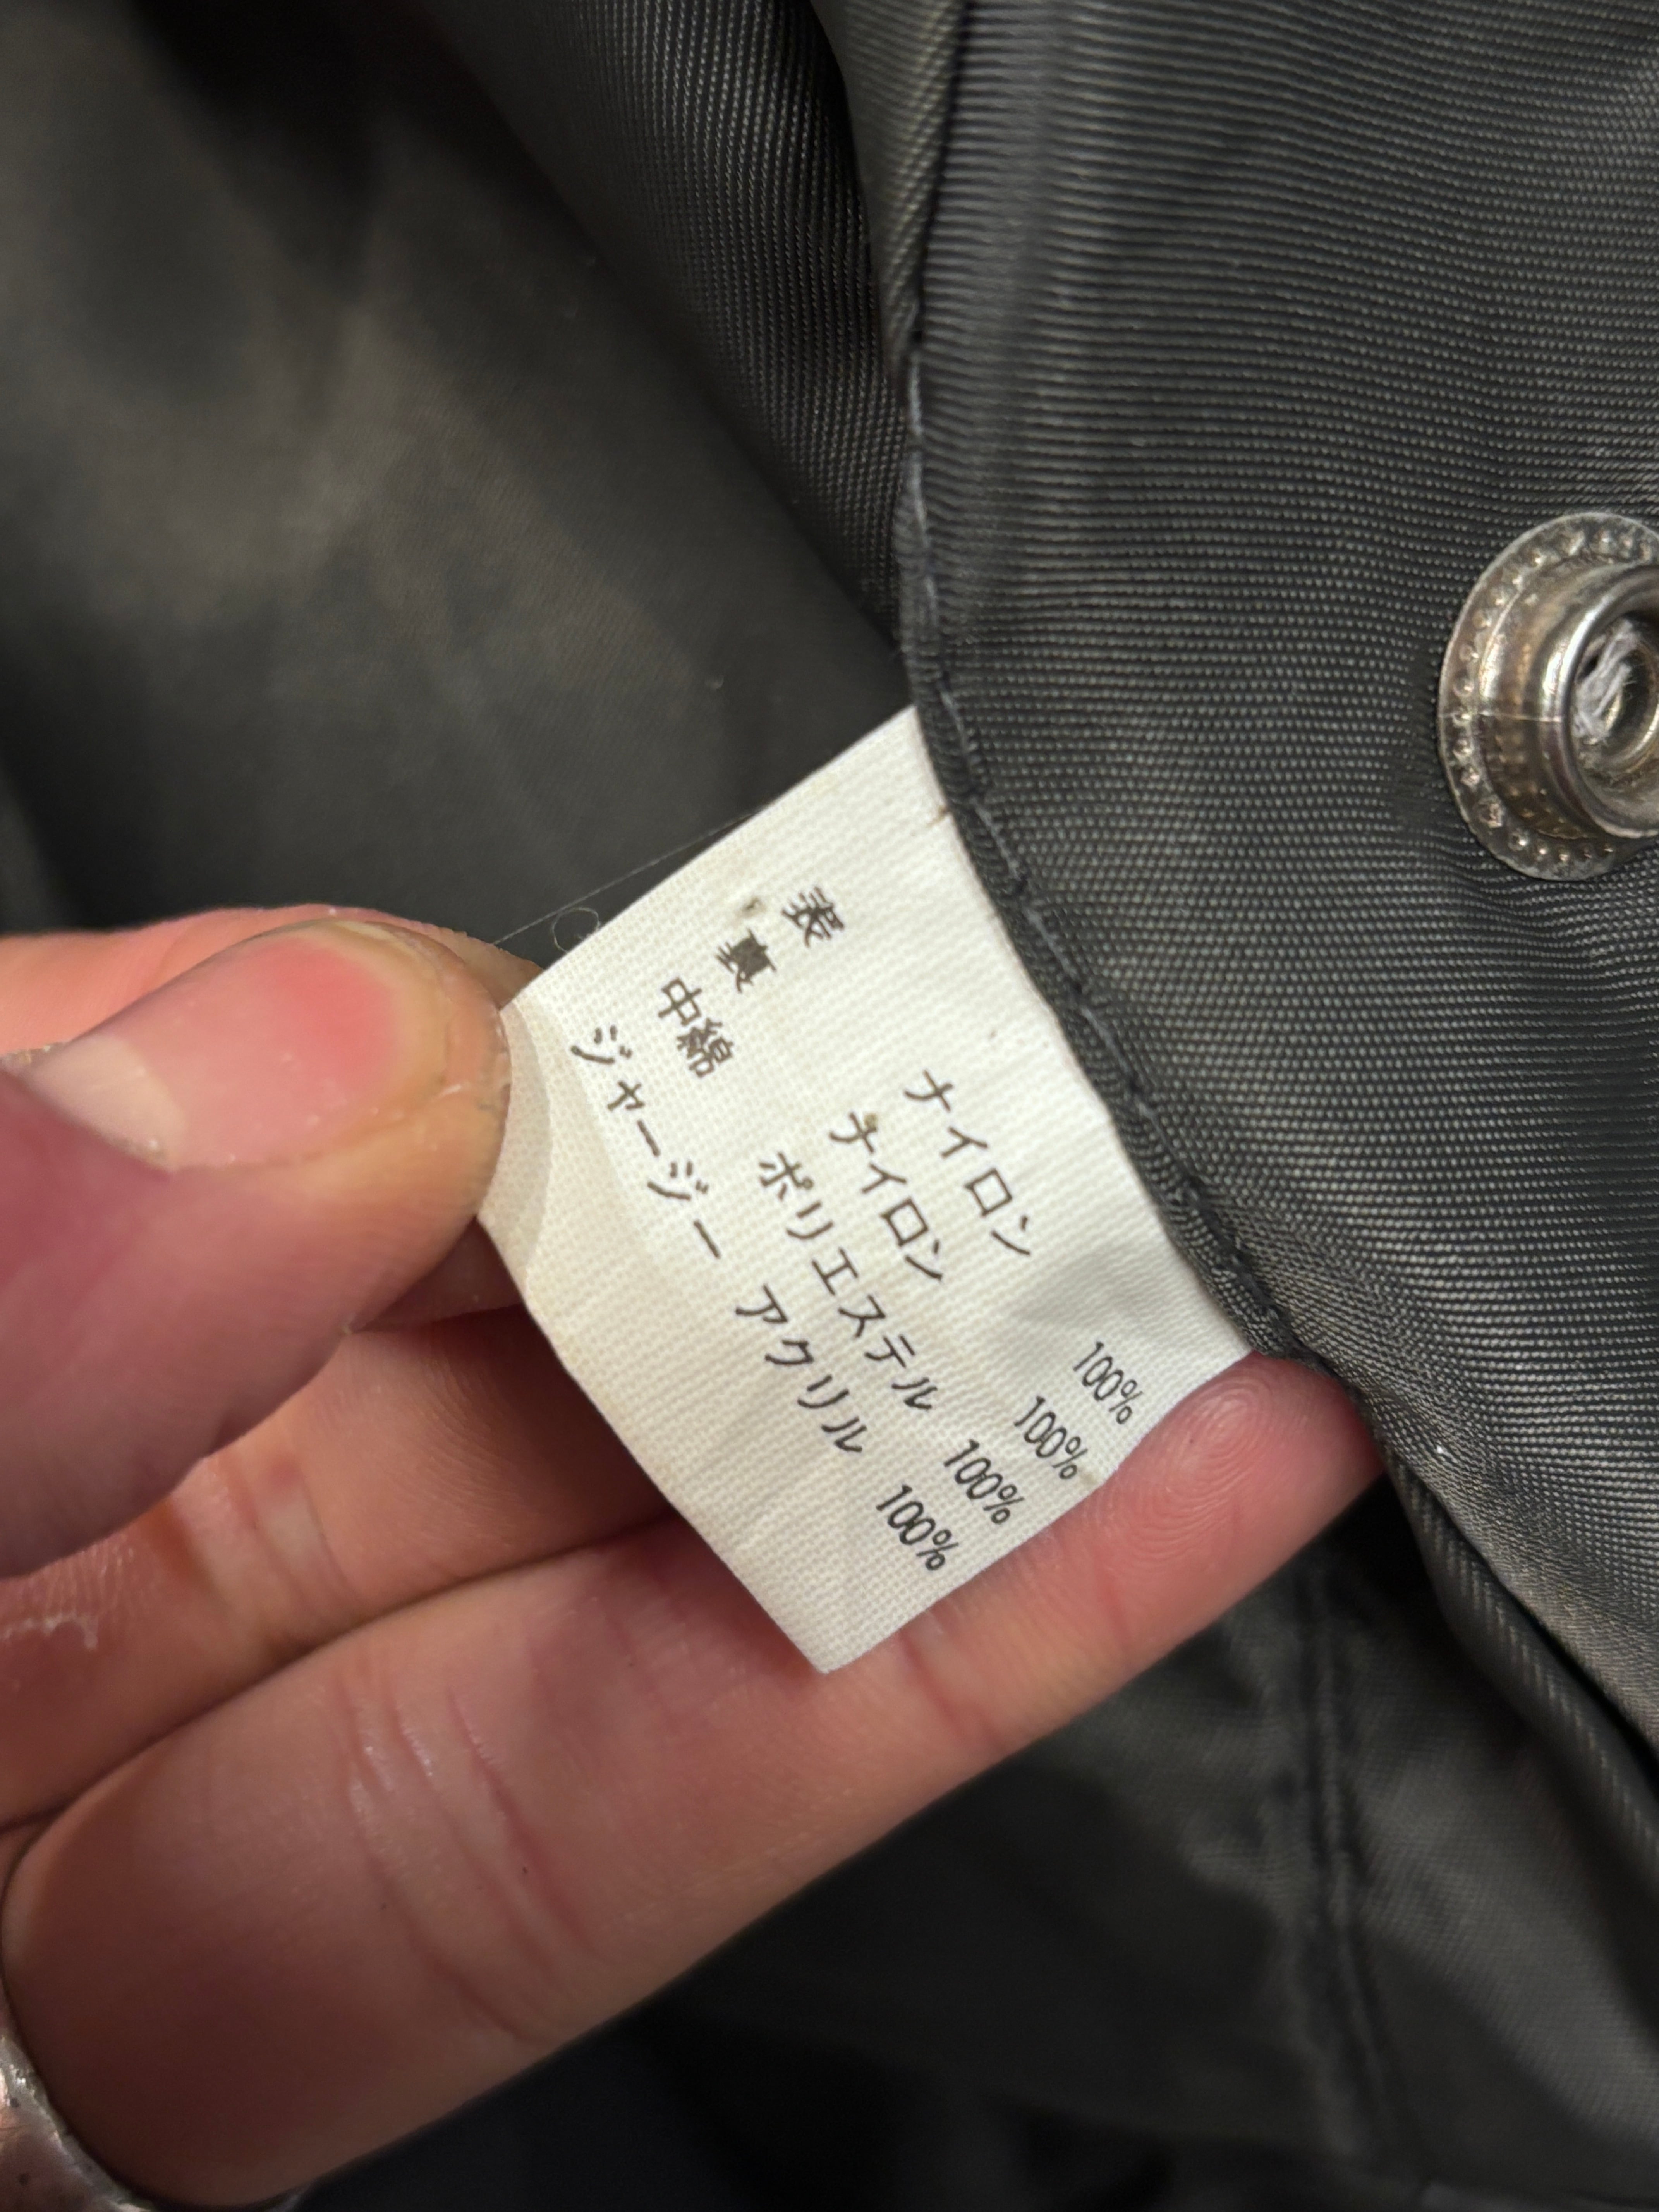 表 ナイロン 100%
裏 ナイロン 100%
中綿 ポリエステル 100%
ジャージー アクリル 100%